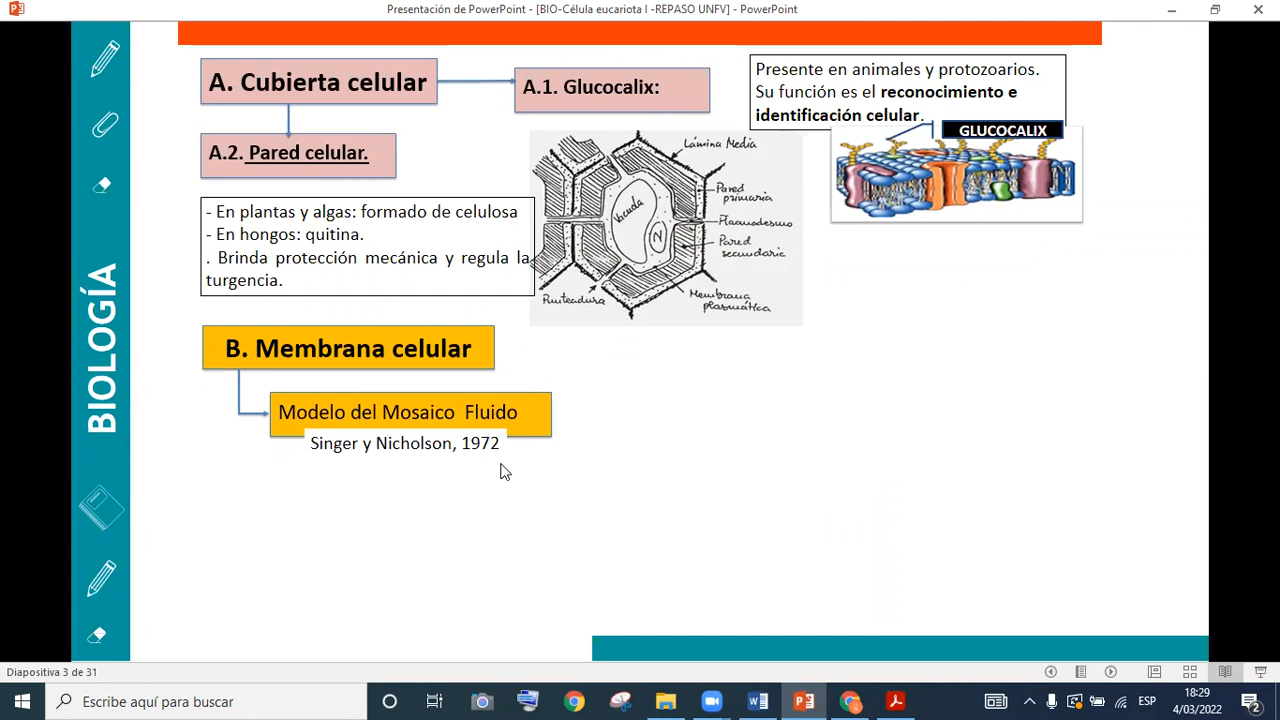 Presentación de PowerPoint - [BIO-Célula eucariota I -REPASO UNFV] - PowerPoint
BIOLOGÍA
A. Cubierta celular
A.1. Glucocalix:
Presente en animales y protozoarios.
Su función es el reconocimiento e
identificación celular.
GLUCOCALIX
A.2. Pared celular.
- En plantas y algas: formado de celulosa
- En hongos: quitina.
. Brinda protección mecánica y regula la
turgencia.
Lámina Media
Pared
primaria
Vacuola
Plasmodesmo
N
Pared
secundaria
Membrana
plasmática
Punteadura
B. Membrana celular
Modelo del Mosaico Fluido
Singer y Nicholson, 1972
Diapositiva 3 de 31
Escribe aquí para buscar
ESP
18:29
4/03/2022
2